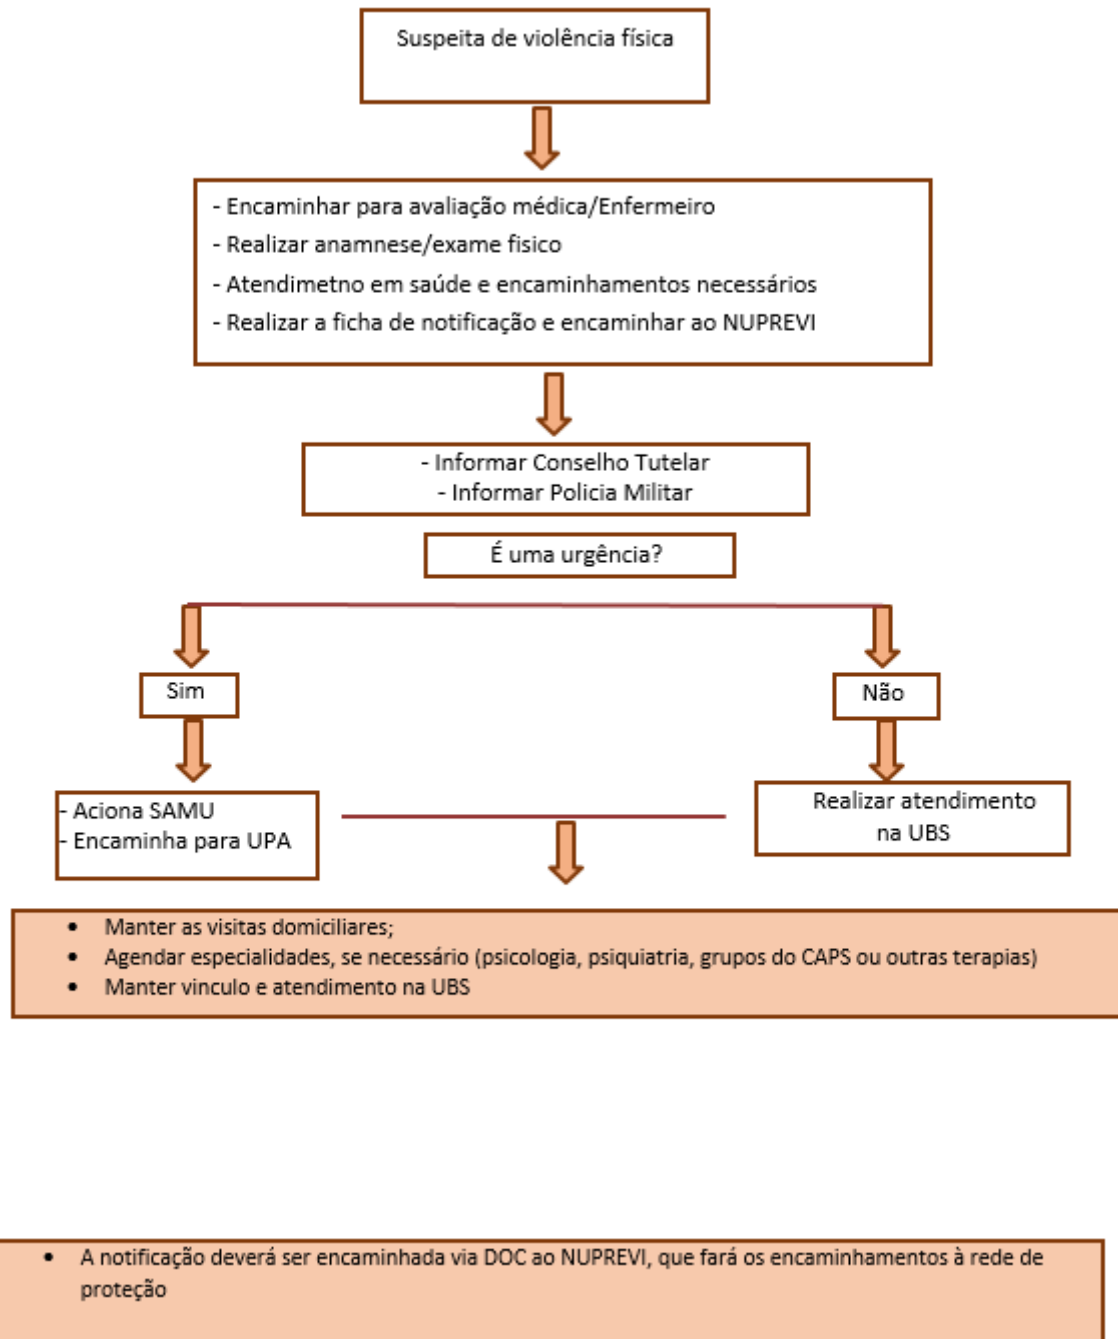 Suspeita de violência física
- Encaminhar para avaliação médica/Enfermeiro
- Realizar anamnese/exame fisico
- Atendimetno em saúde e encaminhamentos necessários
- Realizar a ficha de notificação e encaminhar ao NUPREVI
- Informar Conselho Tutelar
- Informar Policia Militar
É uma urgência?
Sim
Não
- Aciona SAMU
- Encaminha para UPA
Realizar atendimento
na UBS
• Manter as visitas domiciliares;
• Agendar especialidades, se necessário (psicologia, psiquiatria, grupos do CAPS ou outras terapias)
• Manter vinculo e atendimento na UBS
• A notificação deverá ser encaminhada via DOC ao NUPREVI, que fará os encaminhamentos à rede de
proteção